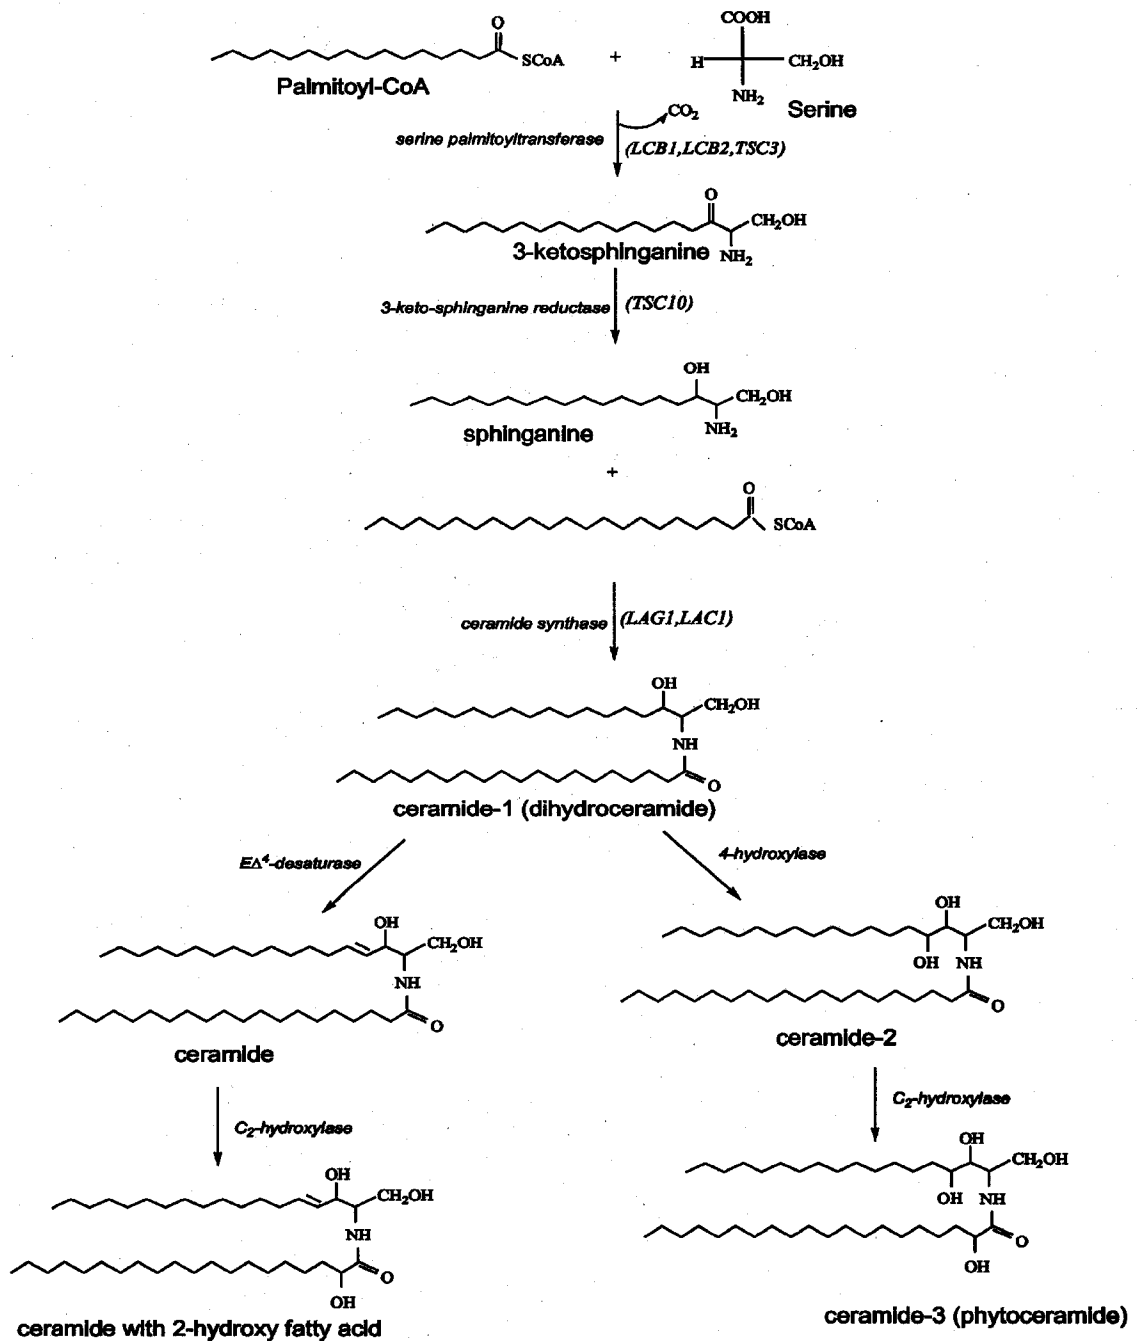 O
SCoA
Palmitoyl-CoA
+
COOH
H
CH2OH
NH2
Serine
CO2
serine palmitoyltransferase
(LCB1,LCB2,TSC3)
O
CH2OH
3-ketosphinganine
NH2
3-keto-sphinganine reductase
(TSC10)
OH
CH2OH
NH2
sphinganine
+
O
SCoA
ceramide synthase
(LAG1,LAC1)
OH
CH2OH
NH
O
ceramide-1 (dihydroceramide)
EΔ4-desaturase
4-hydroxylase
OH
CH2OH
NH
O
ceramide
OH
CH2OH
OH
NH
O
ceramide-2
C2-hydroxylase
C2-hydroxylase
OH
CH2OH
NH
O
OH
ceramide with 2-hydroxy fatty acid
OH
CH2OH
OH
NH
O
OH
ceramide-3 (phytoceramide)